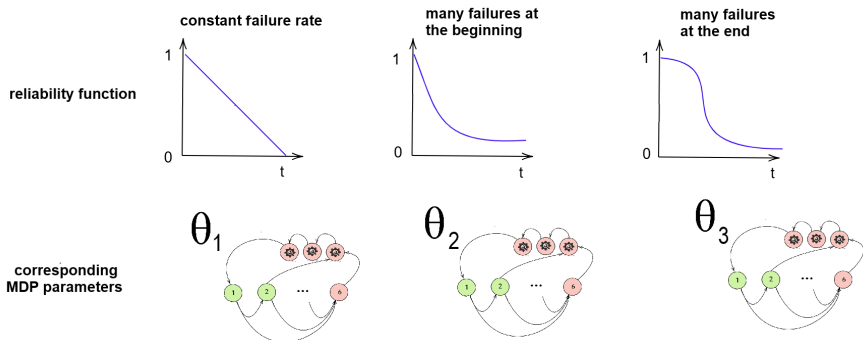 constant failure rate
many failures at
the beginning
many failures
at the end
reliability function
1
0
t
1
0
t
1
0
t
corresponding
MDP parameters
θ1
1
2
...
6
θ2
1
2
...
6
θ3
1
2
...
6